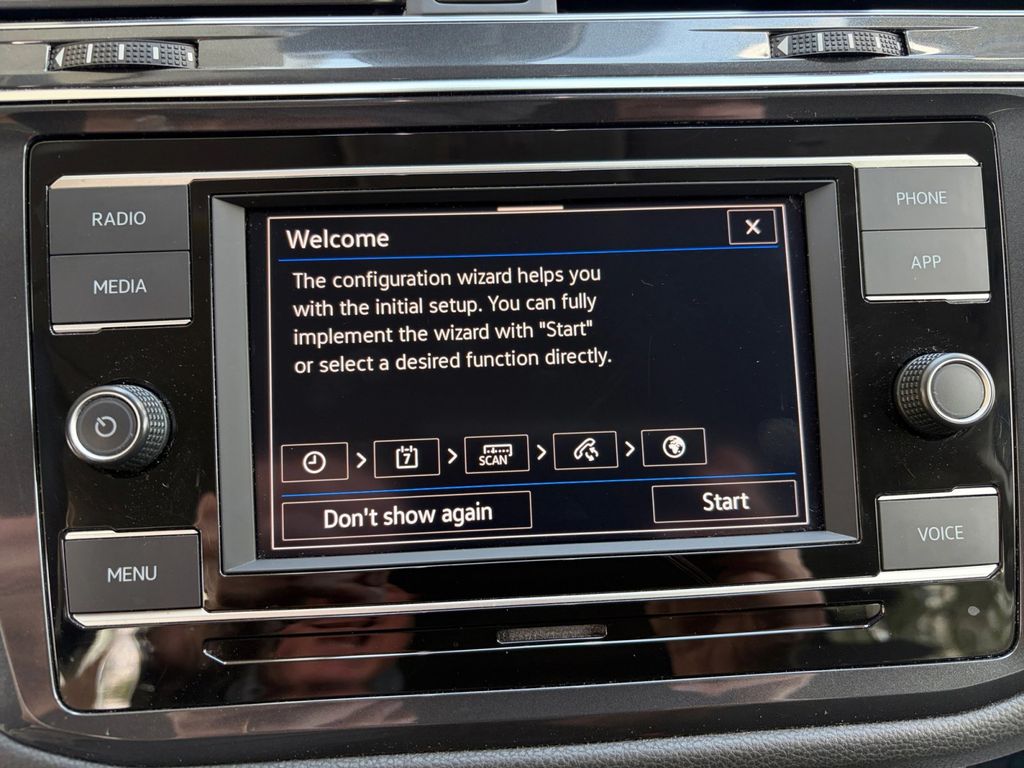 RADIO
MEDIA
MENU
Welcome
X
The configuration wizard helps you
with the initial setup. You can fully
implement the wizard with "Start"
or select a desired function directly.
7
SCAN
Don't show again
Start
PHONE
APP
VOICE